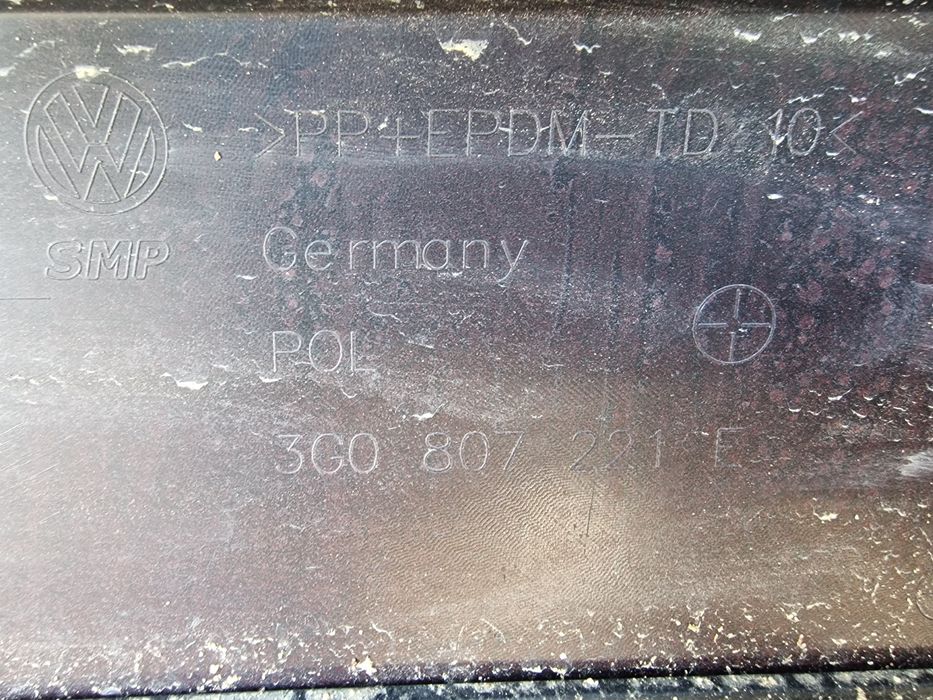 >PP+EPDM-TD 10<
SMP
Germany
POL
3G0 807 221 E